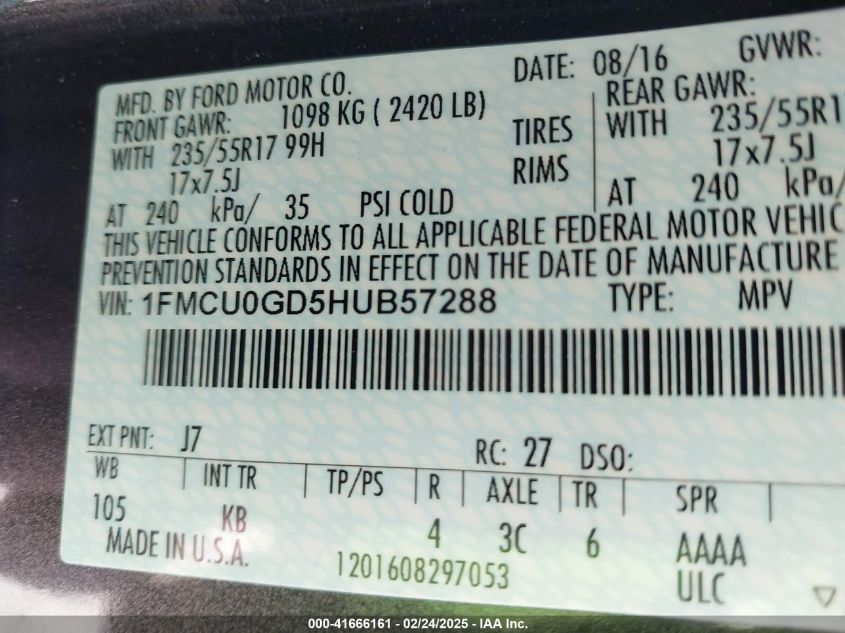 MFD. BY FORD MOTOR CO. DATE: 08/16 GVWR:
FRONT GAWR: 1098 KG ( 2420 LB) REAR GAWR:
WITH 235/55R17 99H TIRES WITH 235/55R1
17x7.5J RIMS 17x7.5J
AT 240 kPa/ 35 PSI COLD AT 240 kPa/
THIS VEHICLE CONFORMS TO ALL APPLICABLE FEDERAL MOTOR VEHIC
PREVENTION STANDARDS IN EFFECT ON THE DATE OF MANUFACTURE
VIN: 1FMCU0GD5HUB57288 TYPE: MPV
EXT PNT: J7 RC: 27 DSO:
WB INT TR TP/PS R AXLE TR SPR
105 KB 4 3C 6 AAAA
MADE IN U.S.A. 1201608297053 ULC
000-41666161 - 02/24/2025 - IAA Inc.